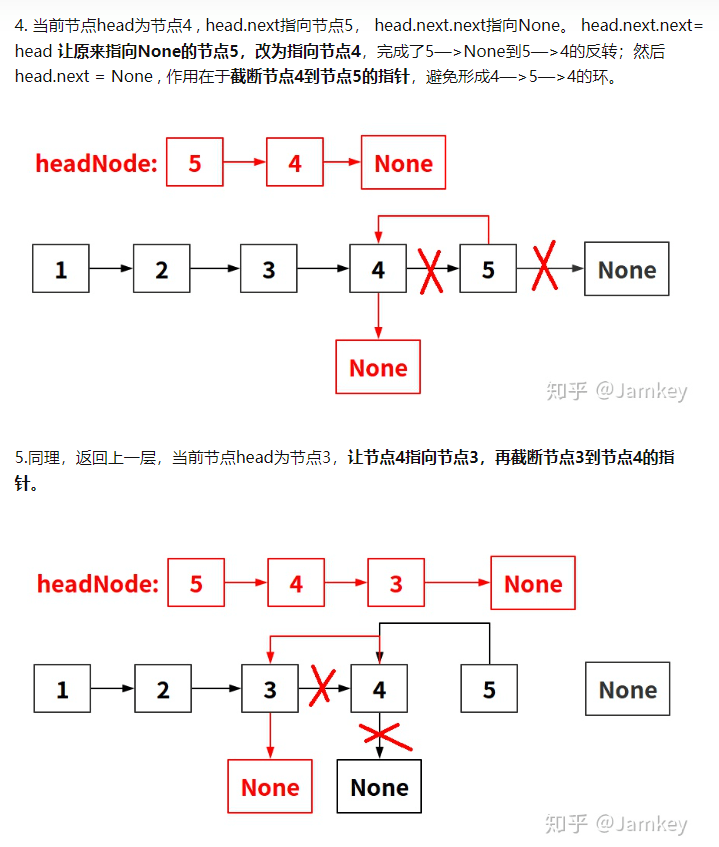 4. 当前节点head为节点4 , head.next指向节点5， head.next.next指向None。 head.next.next=
head 让原来指向None的节点5，改为指向节点4，完成了5—>None到5—>4的反转；然后
head.next = None , 作用在于截断节点4到节点5的指针，避免形成4—>5—>4的环。
headNode: 5 4 None
1 2 3 4 5 None
None
知乎 @Jamkey
5.同理，返回上一层，当前节点head为节点3，让节点4指向节点3，再截断节点3到节点4的指
针。
headNode: 5 4 3 None
1 2 3 4 5 None
None None
知乎 @Jamkey